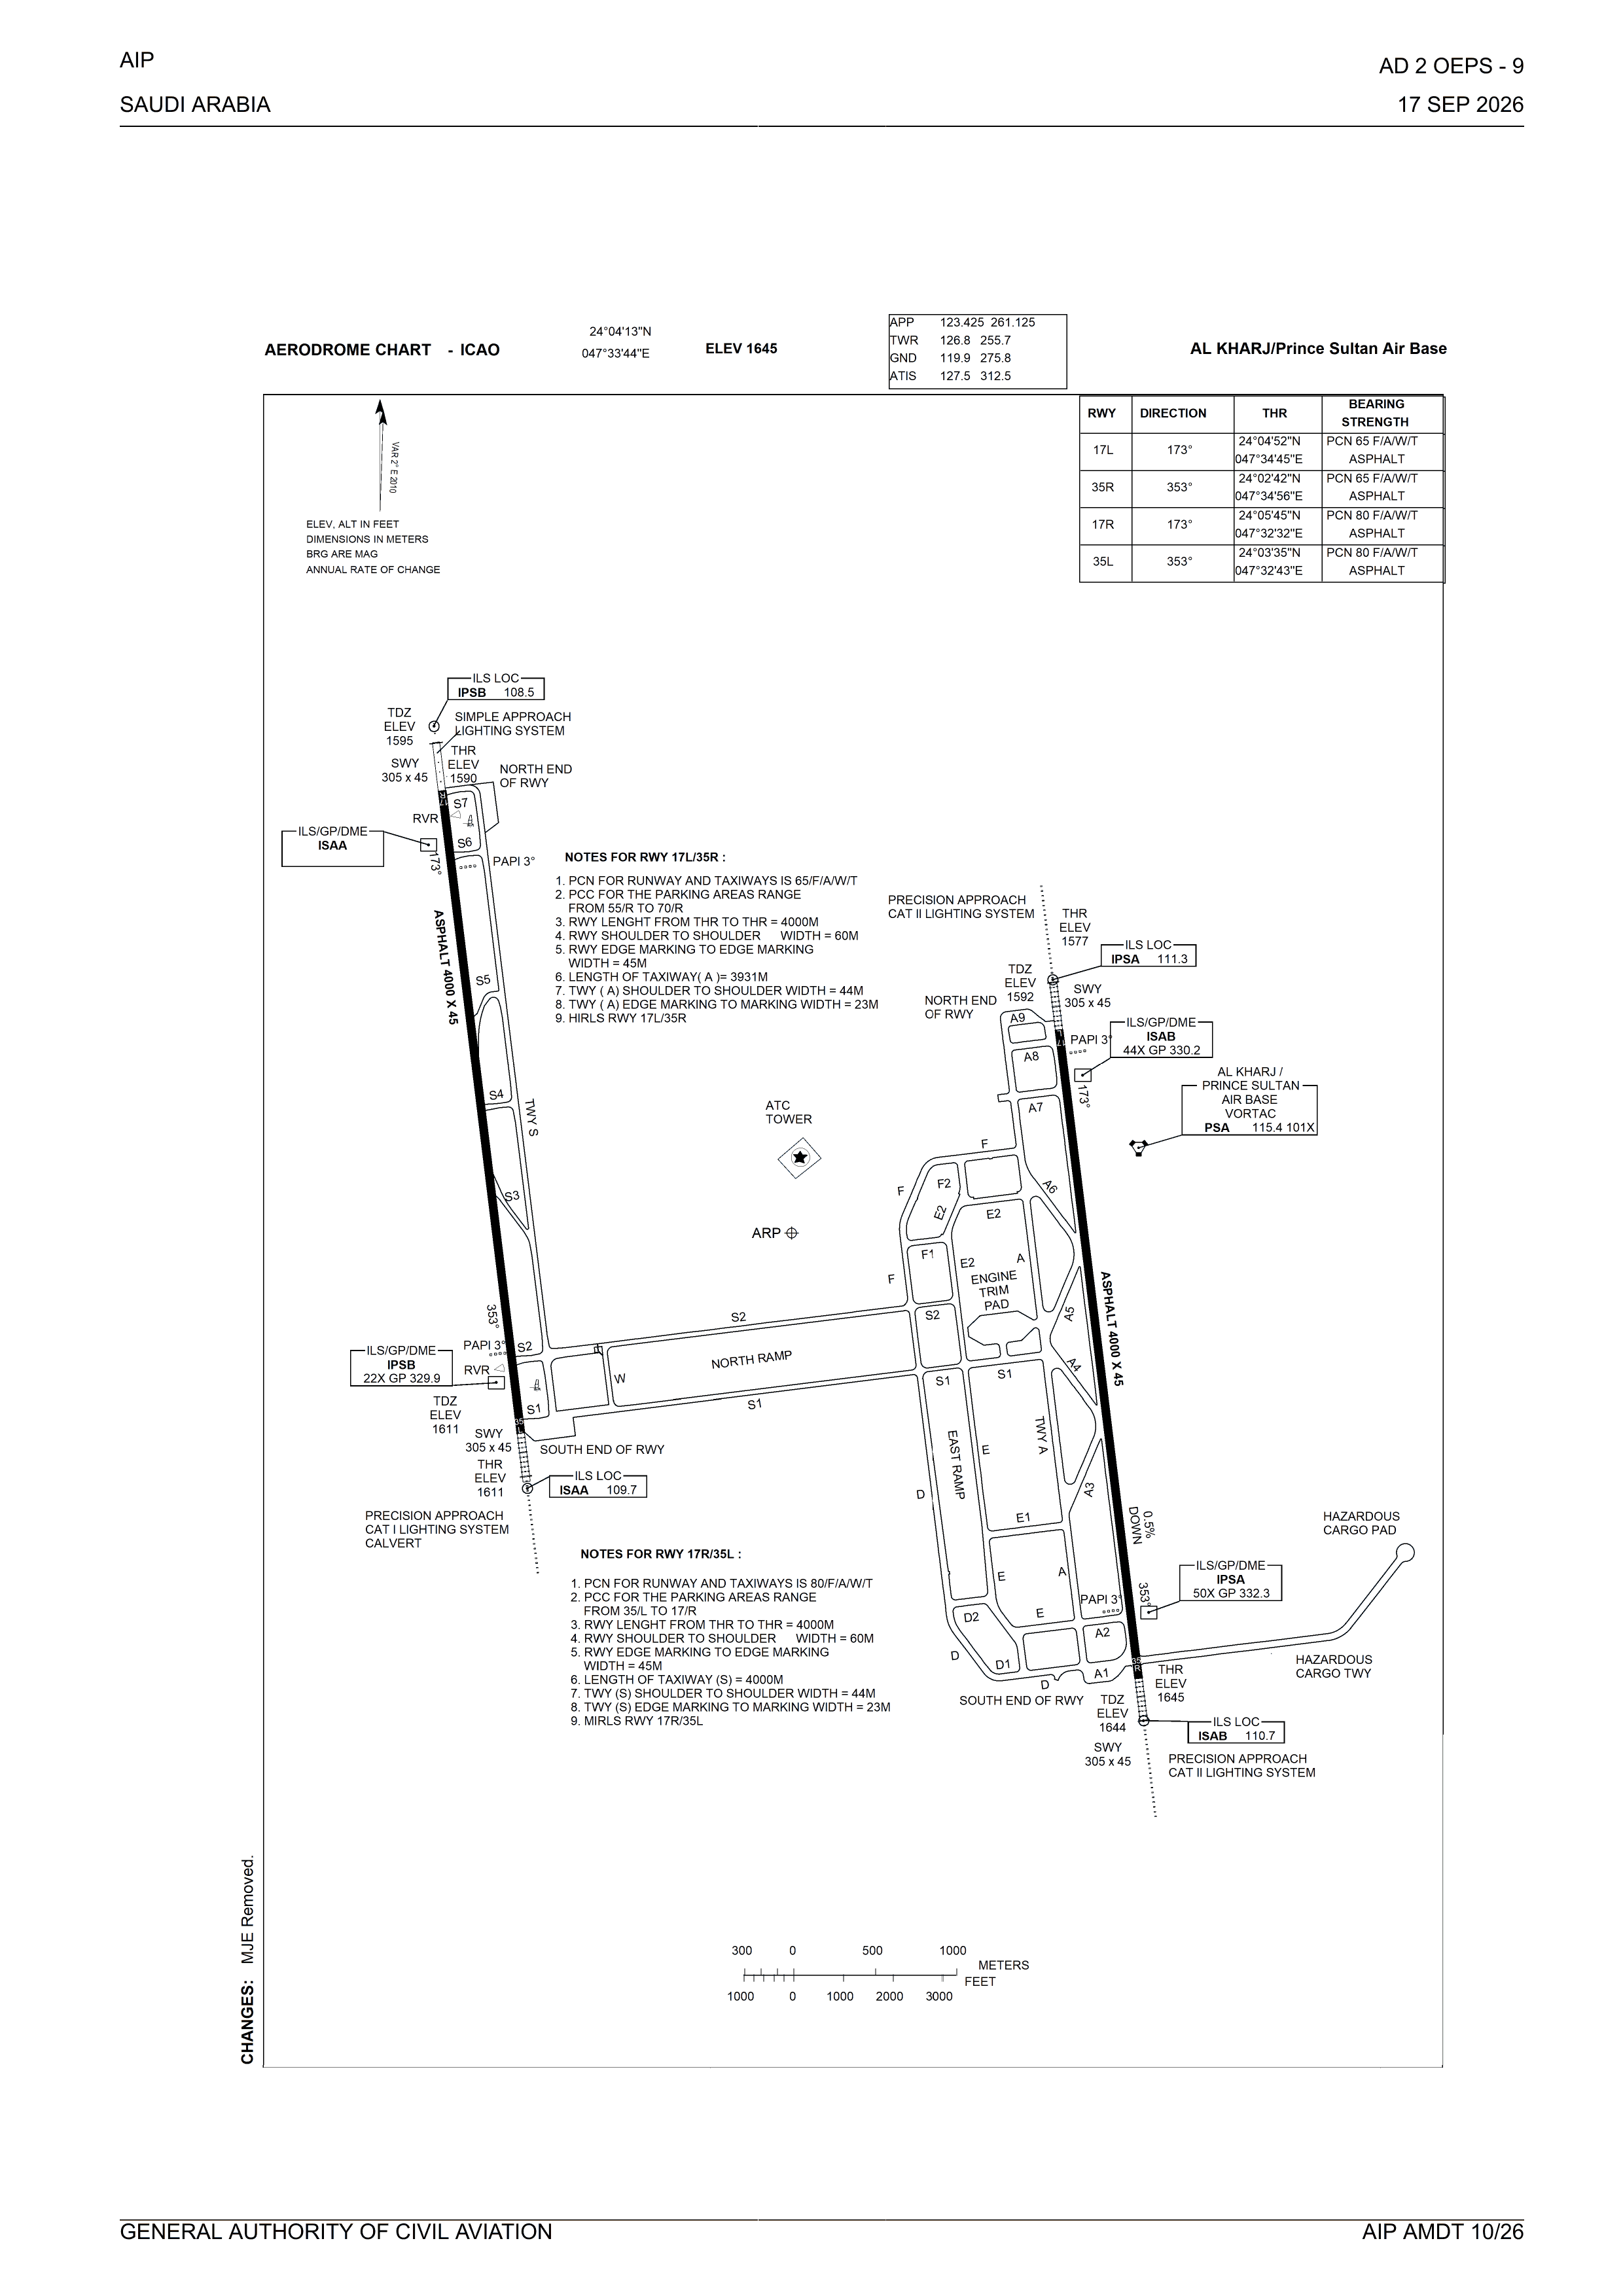 AIP
AD 2 OEPS - 9
SAUDI ARABIA
17 SEP 2026
AERODROME CHART - ICAO
24°04'13"N
047°33'44"E
ELEV 1645
APP 123.425 261.125
TWR 126.8 255.7
GND 119.9 275.8
ATIS 127.5 312.5
AL KHARJ/Prince Sultan Air Base
VAR 2° E 2010
ELEV, ALT IN FEET
DIMENSIONS IN METERS
BRG ARE MAG
ANNUAL RATE OF CHANGE
RWY DIRECTION THR BEARING STRENGTH
17L 173° 24°04'52"N 047°34'45"E PCN 65 F/A/W/T ASPHALT
35R 353° 24°02'42"N 047°34'56"E PCN 65 F/A/W/T ASPHALT
17R 173° 24°05'45"N 047°32'32"E PCN 80 F/A/W/T ASPHALT
35L 353° 24°03'35"N 047°32'43"E PCN 80 F/A/W/T ASPHALT
ILS LOC
IPSB 108.5
TDZ
ELEV
1595
SIMPLE APPROACH
LIGHTING SYSTEM
SWY
305 x 45
THR
ELEV
1590
NORTH END
OF RWY
S7
RVR
S6
ILS/GP/DME
ISAA
173°
PAPI 3°
ASPHALT 4000 X 45
S5
S4
TWY S
S3
353°
NOTES FOR RWY 17L/35R :
1. PCN FOR RUNWAY AND TAXIWAYS IS 65/F/A/W/T
2. PCC FOR THE PARKING AREAS RANGE
FROM 55/R TO 70/R
3. RWY LENGHT FROM THR TO THR = 4000M
4. RWY SHOULDER TO SHOULDER WIDTH = 60M
5. RWY EDGE MARKING TO EDGE MARKING
WIDTH = 45M
6. LENGTH OF TAXIWAY( A )= 3931M
7. TWY ( A) SHOULDER TO SHOULDER WIDTH = 44M
8. TWY ( A) EDGE MARKING TO MARKING WIDTH = 23M
9. HIRLS RWY 17L/35R
PRECISION APPROACH
CAT II LIGHTING SYSTEM
THR
ELEV
1577
ILS LOC
IPSA 111.3
TDZ
ELEV
1592
SWY
305 x 45
NORTH END
OF RWY
A9
17L
PAPI 3°
ILS/GP/DME
ISAB
44X GP 330.2
A8
173°
A7
AL KHARJ /
PRINCE SULTAN
AIR BASE
VORTAC
PSA 115.4 101X
ATC
TOWER
F
A6
F
F2
E2
E2
ARP
F1
E2
A
F
ENGINE
TRIM
PAD
ASPHALT 4000 X 45
A5
S2
S2
A4
PAPI 3°
S2
ILS/GP/DME
IPSB
22X GP 329.9
RVR
NORTH RAMP
W
S1
S1
S1
S1
TDZ
ELEV
1611
35L
SWY
305 x 45
SOUTH END OF RWY
THR
ELEV
1611
ILS LOC
ISAA 109.7
PRECISION APPROACH
CAT I LIGHTING SYSTEM
CALVERT
TWY A
EAST RAMP
E
D
A3
E1
0.5%
DOWN
HAZARDOUS
CARGO PAD
NOTES FOR RWY 17R/35L :
1. PCN FOR RUNWAY AND TAXIWAYS IS 80/F/A/W/T
2. PCC FOR THE PARKING AREAS RANGE
FROM 35/L TO 17/R
3. RWY LENGHT FROM THR TO THR = 4000M
4. RWY SHOULDER TO SHOULDER WIDTH = 60M
5. RWY EDGE MARKING TO EDGE MARKING
WIDTH = 45M
6. LENGTH OF TAXIWAY (S) = 4000M
7. TWY (S) SHOULDER TO SHOULDER WIDTH = 44M
8. TWY (S) EDGE MARKING TO MARKING WIDTH = 23M
9. MIRLS RWY 17R/35L
E
A
PAPI 3°
353°
ILS/GP/DME
IPSA
50X GP 332.3
D2
E
A2
D
D1
D
A1
35R
HAZARDOUS
CARGO TWY
THR
ELEV
1645
SOUTH END OF RWY
TDZ
ELEV
1644
ILS LOC
ISAB 110.7
SWY
305 x 45
PRECISION APPROACH
CAT II LIGHTING SYSTEM
CHANGES: MJE Removed.
300 0 500 1000
METERS
FEET
1000 0 1000 2000 3000
GENERAL AUTHORITY OF CIVIL AVIATION
AIP AMDT 10/26